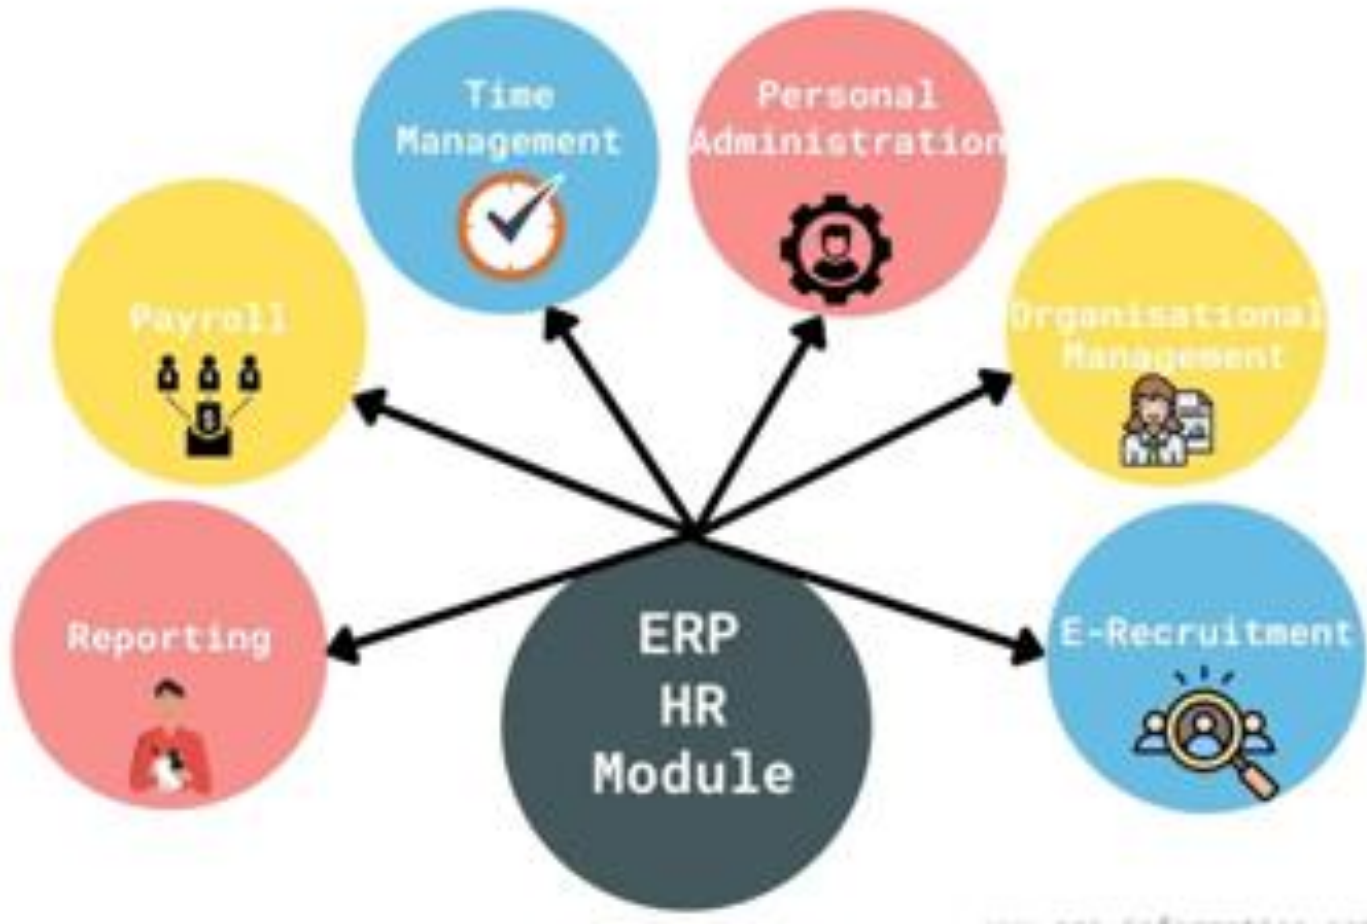 Time
Management
Personal
Administration
Payroll
Organisational
Management
Reporting
E-Recruitment
ERP
HR
Module